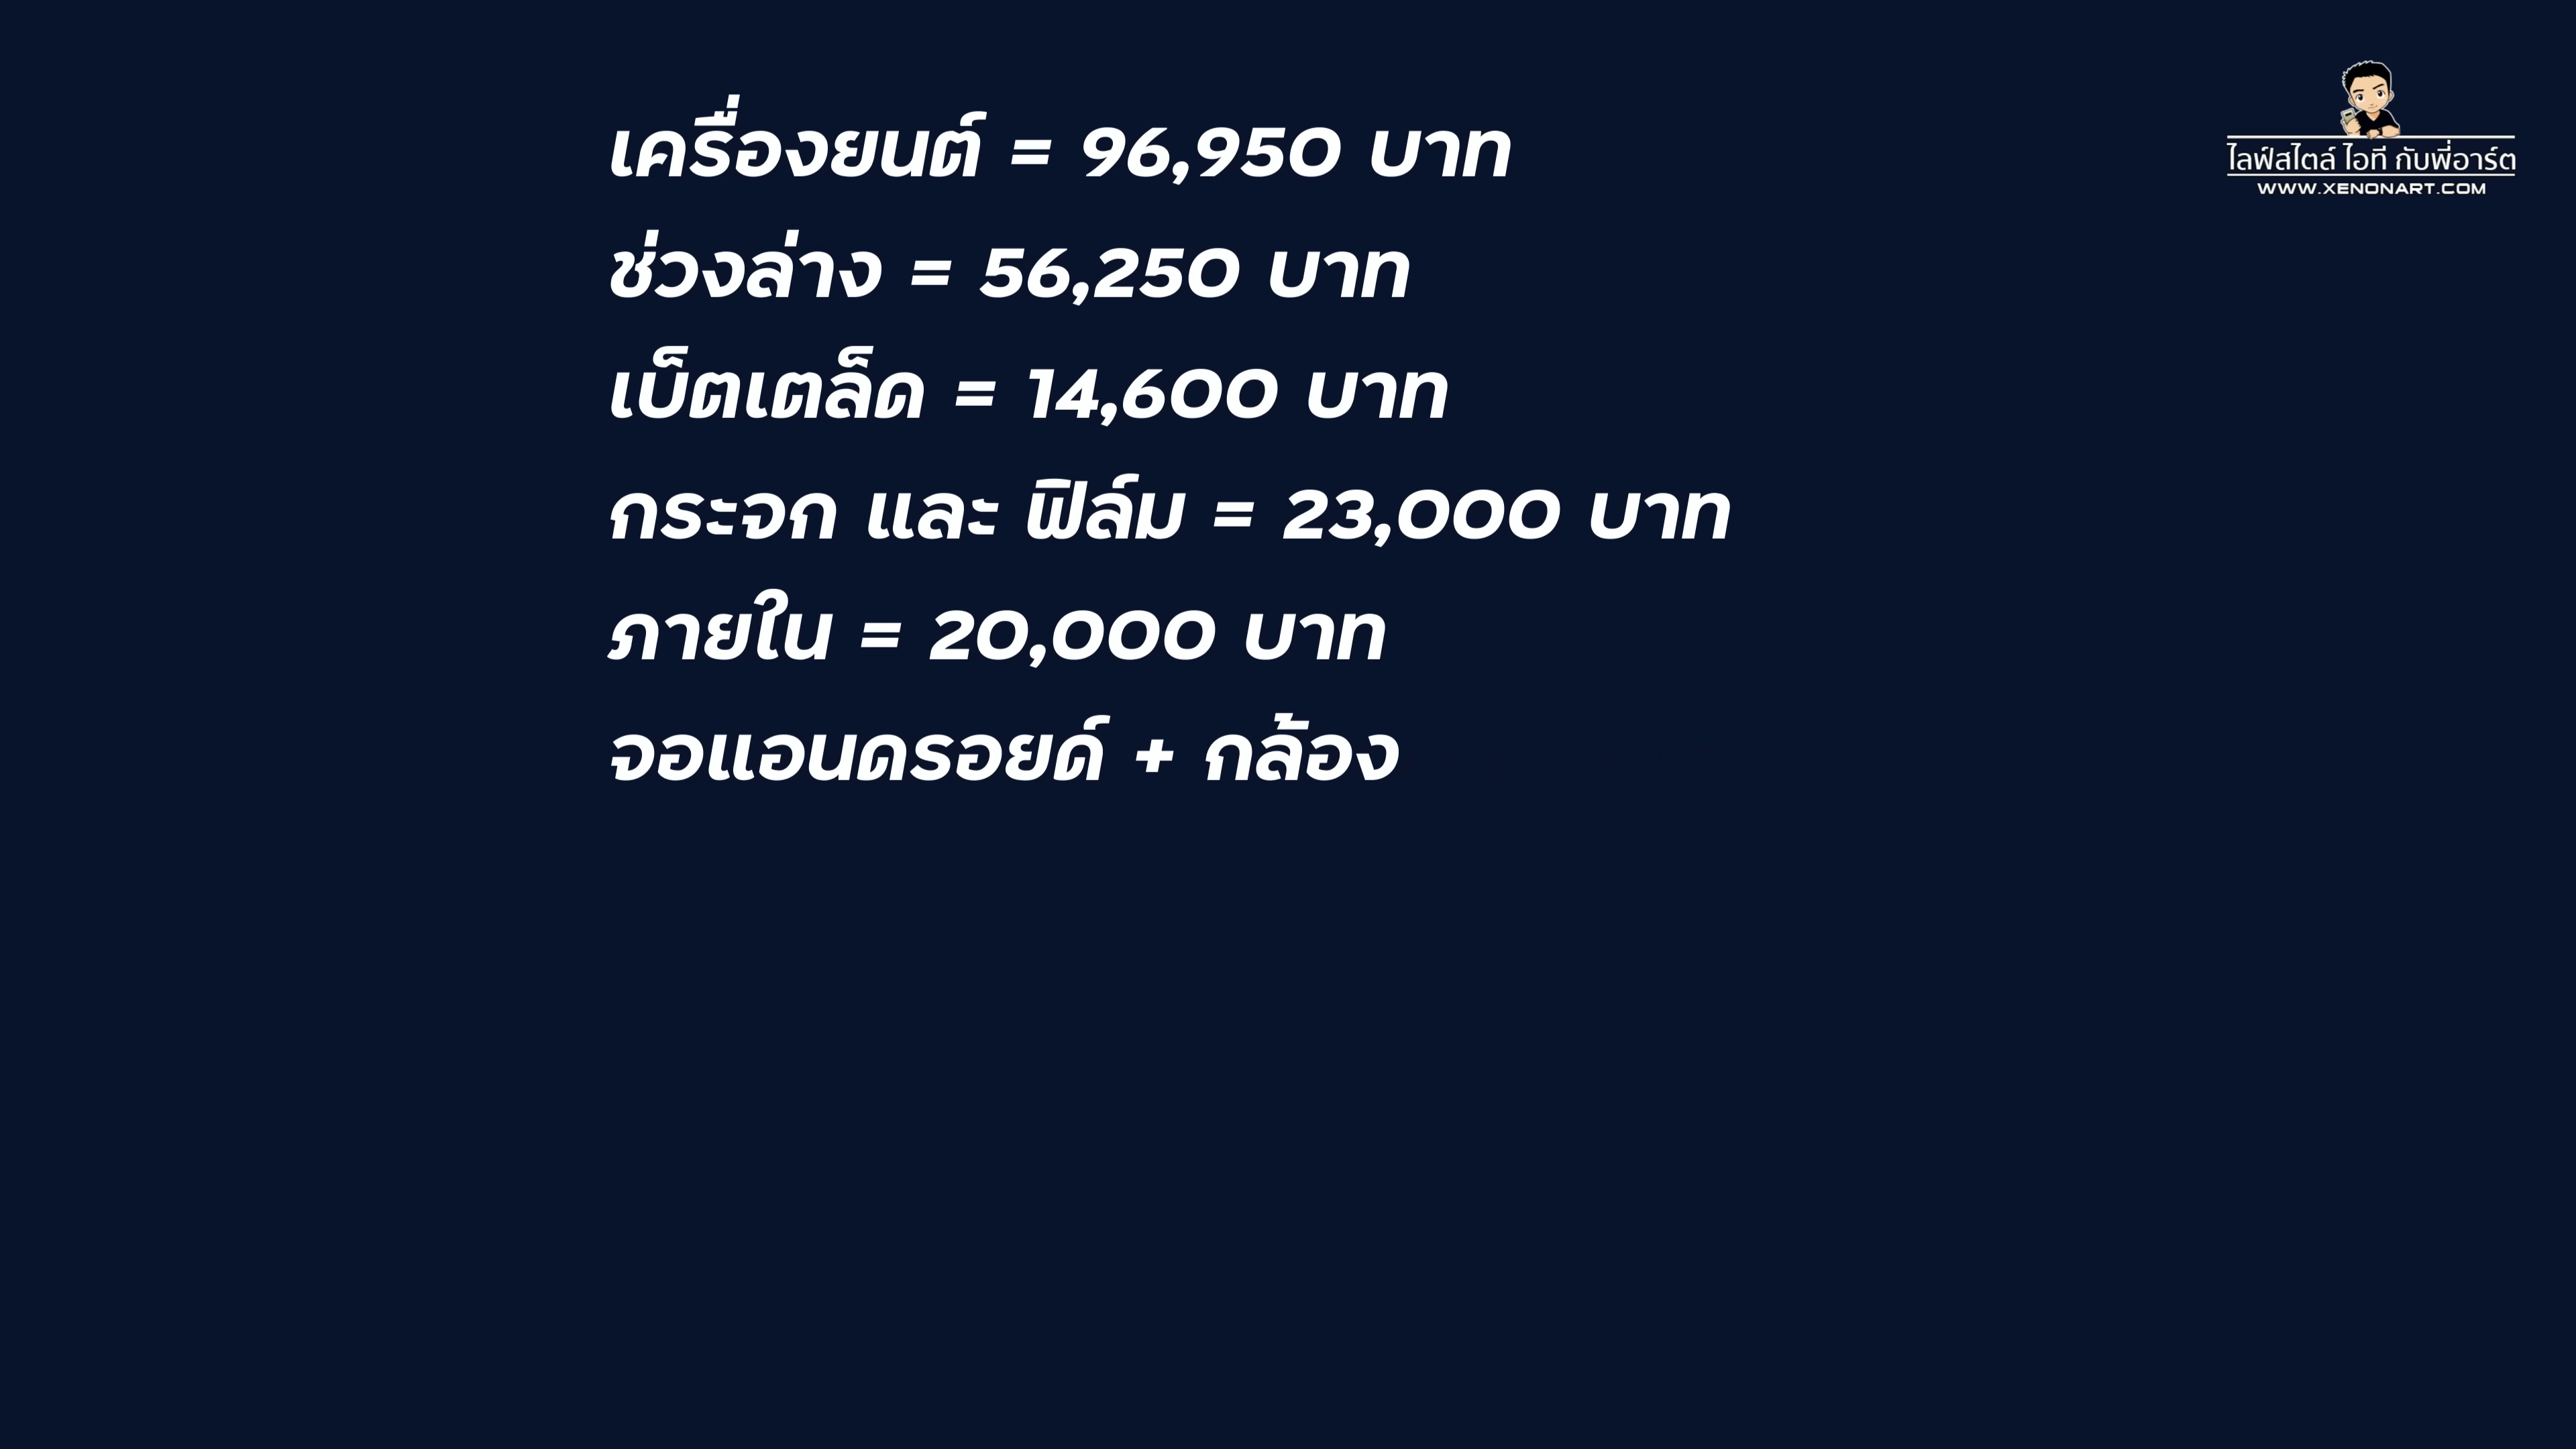 เครื่องยนต์ = 96,950 บาท
ช่วงล่าง = 56,250 บาท
เบ็ตเตล็ด = 14,600 บาท
กระจก และ ฟิล์ม = 23,000 บาท
ภายใน = 20,000 บาท
จอแอนดรอยด์ + กล้อง
ไลฟ์สไตล์ ไอที กับพี่อาร์ต
WWW.XENONART.COM